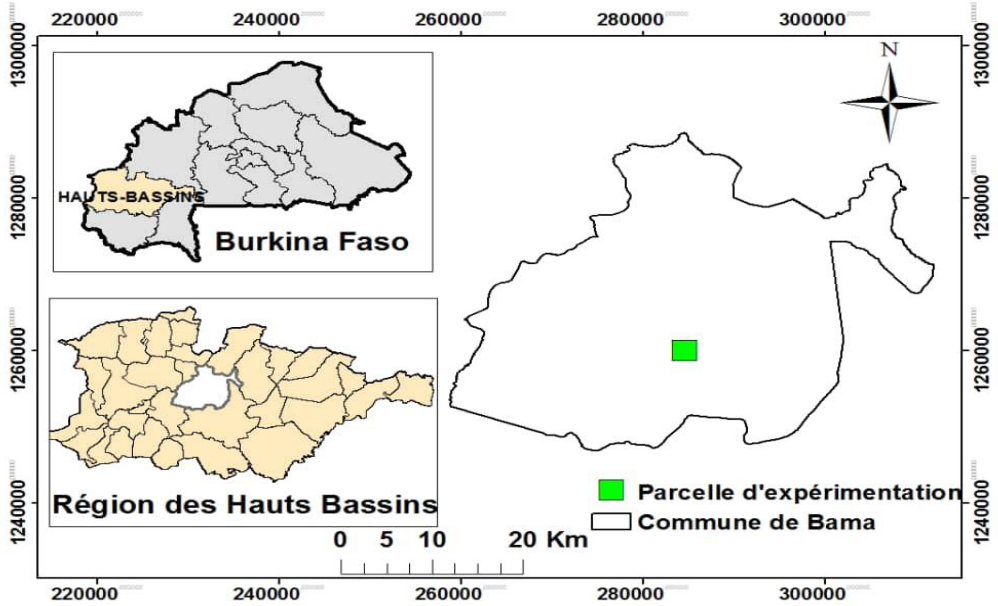 220000 240000 260000 280000 300000
1300000
1300000
N
HAUTS-BASSINS
1280000
1280000
Burkina Faso
1260000
1260000
Région des Hauts Bassins
Parcelle d'expérimentation
Commune de Bama
1240000
1240000
0 5 10 20 Km
220000 240000 260000 280000 300000